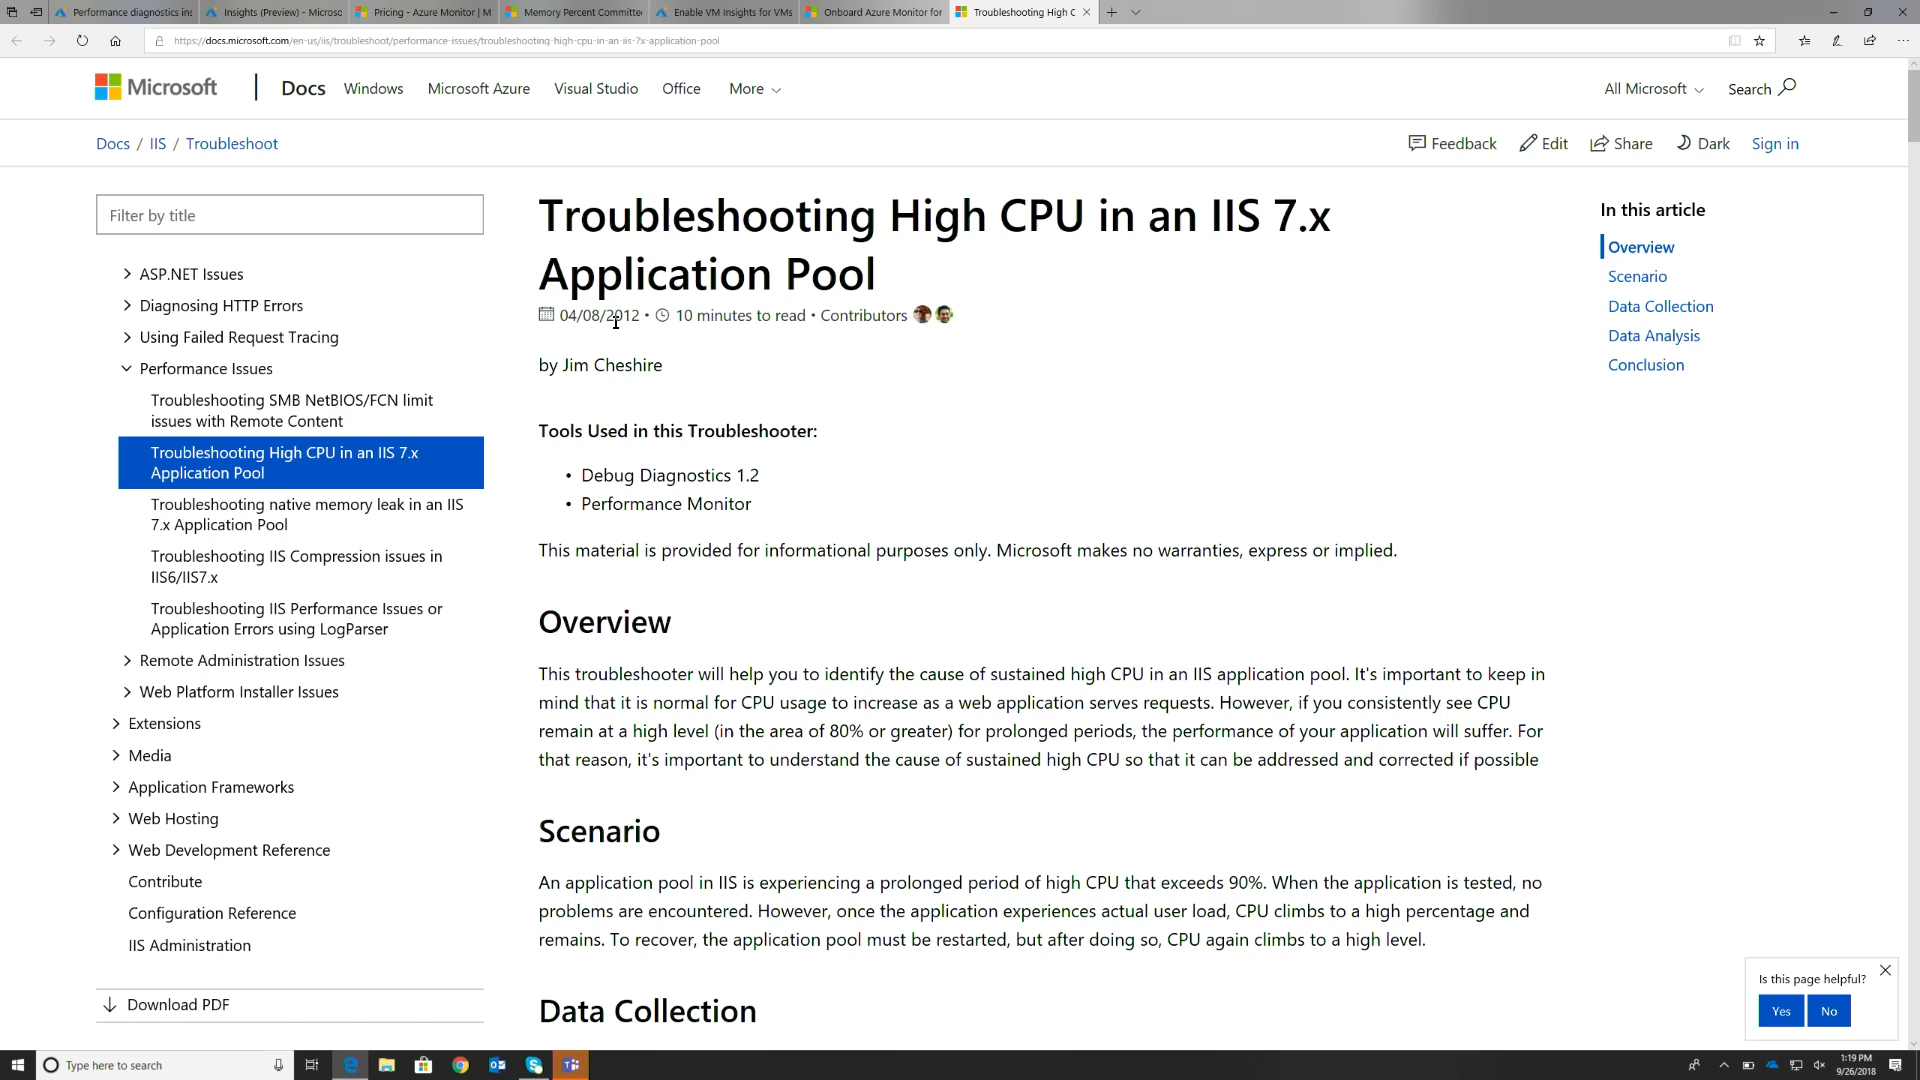 Performance diagnostics ins
Insights (Preview) - Microso
Pricing - Azure Monitor | M
Memory Percent Committe
Enable VM Insights for VMs
Onboard Azure Monitor for
Troubleshooting High C
https://docs.microsoft.com/en-us/iis/troubleshoot/performance-issues/troubleshooting-high-cpu-in-an-iis-7x-application-pool
Microsoft
Docs
Windows
Microsoft Azure
Visual Studio
Office
More
All Microsoft
Search
Docs / IIS / Troubleshoot
Feedback
Edit
Share
Dark
Sign in
Filter by title
ASP.NET Issues
Diagnosing HTTP Errors
Using Failed Request Tracing
Performance Issues
Troubleshooting SMB NetBIOS/FCN limit
issues with Remote Content
Troubleshooting High CPU in an IIS 7.x
Application Pool
Troubleshooting native memory leak in an IIS
7.x Application Pool
Troubleshooting IIS Compression issues in
IIS6/IIS7.x
Troubleshooting IIS Performance Issues or
Application Errors using LogParser
Remote Administration Issues
Web Platform Installer Issues
Extensions
Media
Application Frameworks
Web Hosting
Web Development Reference
Contribute
Configuration Reference
IIS Administration
Download PDF
Troubleshooting High CPU in an IIS 7.x
Application Pool
04/08/2012 • 10 minutes to read • Contributors
by Jim Cheshire
Tools Used in this Troubleshooter:
• Debug Diagnostics 1.2
• Performance Monitor
This material is provided for informational purposes only. Microsoft makes no warranties, express or implied.
Overview
This troubleshooter will help you to identify the cause of sustained high CPU in an IIS application pool. It's important to keep in
mind that it is normal for CPU usage to increase as a web application serves requests. However, if you consistently see CPU
remain at a high level (in the area of 80% or greater) for prolonged periods, the performance of your application will suffer. For
that reason, it's important to understand the cause of sustained high CPU so that it can be addressed and corrected if possible
Scenario
An application pool in IIS is experiencing a prolonged period of high CPU that exceeds 90%. When the application is tested, no
problems are encountered. However, once the application experiences actual user load, CPU climbs to a high percentage and
remains. To recover, the application pool must be restarted, but after doing so, CPU again climbs to a high level.
Data Collection
In this article
Overview
Scenario
Data Collection
Data Analysis
Conclusion
Is this page helpful?
Yes
No
Type here to search
1:19 PM
9/26/2018